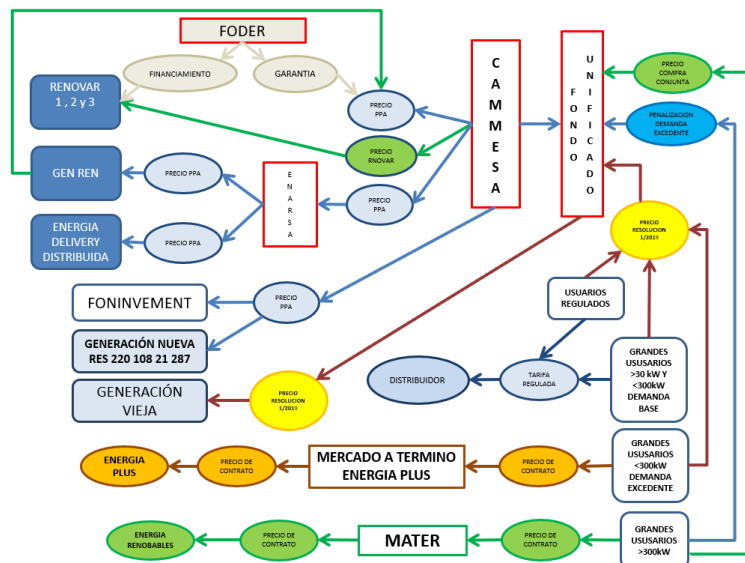 FODER
FINANCIAMIENTO
GARANTIA
RENOVAR
1 , 2 y 3
PRECIO
PPA
PRECIO
RNOVAR
C
A
M
M
E
S
A
F
O
N
D
O
U
N
I
F
I
C
A
D
O
PRECIO
COMPRA
CONJUNTA
PENALIZACIÓN
DEMANDA
EXCEDENTE
GEN REN
PRECIO PPA
E
N
A
R
S
A
PRECIO
PPA
ENERGIA
DELIVERY
DISTRIBUIDA
PRECIO PPA
PRECIO
RESOLUCION
1/2019
USUARIOS
REGULADOS
FONINVEMENT
PRECIO
PPA
GENERACIÓN NUEVA
RES 220 108 21 287
GENERACIÓN
VIEJA
PRECIO
RESOLUCION
1/2019
DISTRIBUIDOR
TARIFA
REGULADA
GRANDES
USUSARIOS
>30 kW Y
<300kW
DEMANDA
BASE
ENERGIA
PLUS
PRECIO DE
CONTRATO
MERCADO A TERMINO
ENERGIA PLUS
PRECIO DE
CONTRATO
GRANDES
USUSARIOS
<300kW
DEMANDA
EXCEDENTE
ENERGIA
RENOBABLES
PRECIO DE
CONTRATO
MATER
PRECIO DE
CONTRATO
GRANDES
USUSARIOS
>300kW